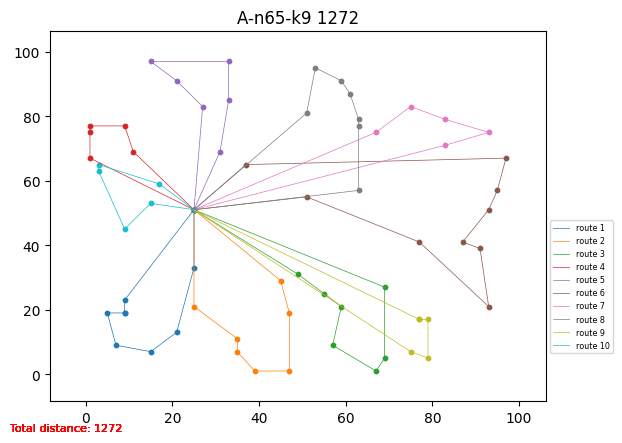 A-n65-k9 1272
100
80
60
40
20
0
0 20 40 60 80 100
route 1
route 2
route 3
route 4
route 5
route 6
route 7
route 8
route 9
route 10
Total distance: 1272